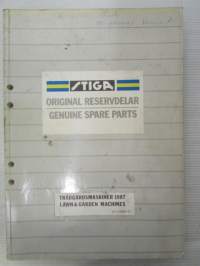 STIGA
ORIGINAL RESERVDELAR
GENUINE SPARE PARTS
TRÄDGÅRDSMASKINER 1987
LAWN & GARDEN MACHINES